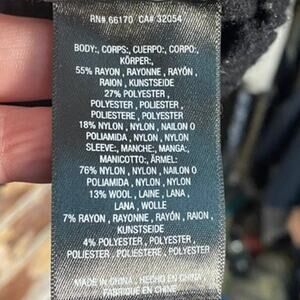 RN# 66170 CA# 32054
BODY:, CORPS:, CUERPO:, CORPO:,
KÖRPER:,
55% RAYON, RAYONNE, RAYÓN,
RAION, KUNSTSEIDE
27% POLYESTER,
POLYESTER, POLIESTER,
POLIESTERE, POLYESTER
18% NYLON, NYLON, NAILON O
POLIAMIDA, NYLON, NYLON
SLEEVE:, MANCHE:, MANGA:,
MANICOTTO:, ÄRMEL:,
76% NYLON, NYLON, NAILON O
POLIAMIDA, NYLON, NYLON
13% WOOL, LAINE, LANA,
LANA, WOLLE
7% RAYON, RAYONNE, RAYÓN, RAION,
KUNSTSEIDE
4% POLYESTER, POLYESTER,
POLIESTER, POLIESTERE, POLYESTER
MADE IN CHINA, HECHO EN CHINA,
FABRIQUÉ EN CHINE